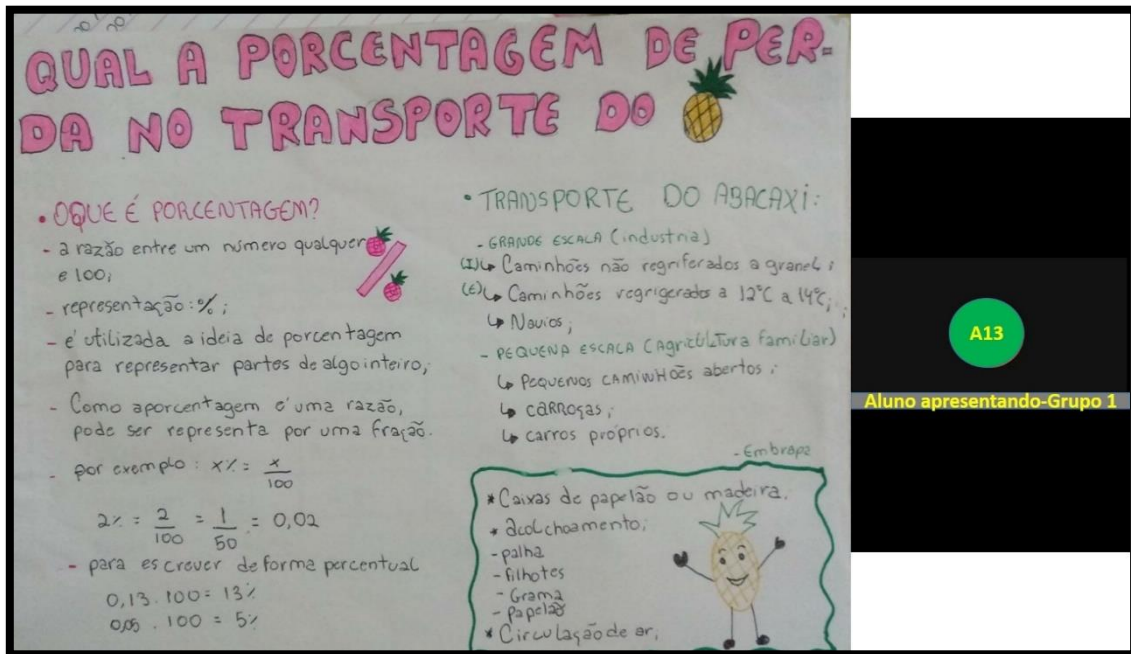 QUAL A PORCENTAGEM DE PER-
DA NO TRANSPORTE DO
• OQUE É PORCENTAGEM?
- a razão entre um número qualquer
e 100;
- representação: %;
- é utilizada a ideia de porcentagem
para representar partes de algo inteiro;
- Como aporcentagem é uma razão,
pode ser representa por uma fração.
- por exemplo: x% = x/100
2% = 2/100 = 1/50 = 0,02
- para escrever de forma percentual
0,13 . 100 = 13%
0,05 . 100 = 5%
• TRANSPORTE DO ABACAXI:
- GRANDE ESCALA (industria)
(I)↳ Caminhões não regriferados a granel;
(E)↳ Caminhões regrigerados a 12°C a 14°C;
↳ Navios;
- PEQUENA ESCALA (Agricultura familiar)
↳ PEQUENOS CAMINHÕES abertos;
↳ CARROÇAS;
↳ carros próprios.
- Embrapa
* Caixas de papelão ou madeira.
* acolchoamento:
- palha
- filhotes
- Grama
- papelão
* Circulação de ar.
A13
Aluno apresentando-Grupo 1